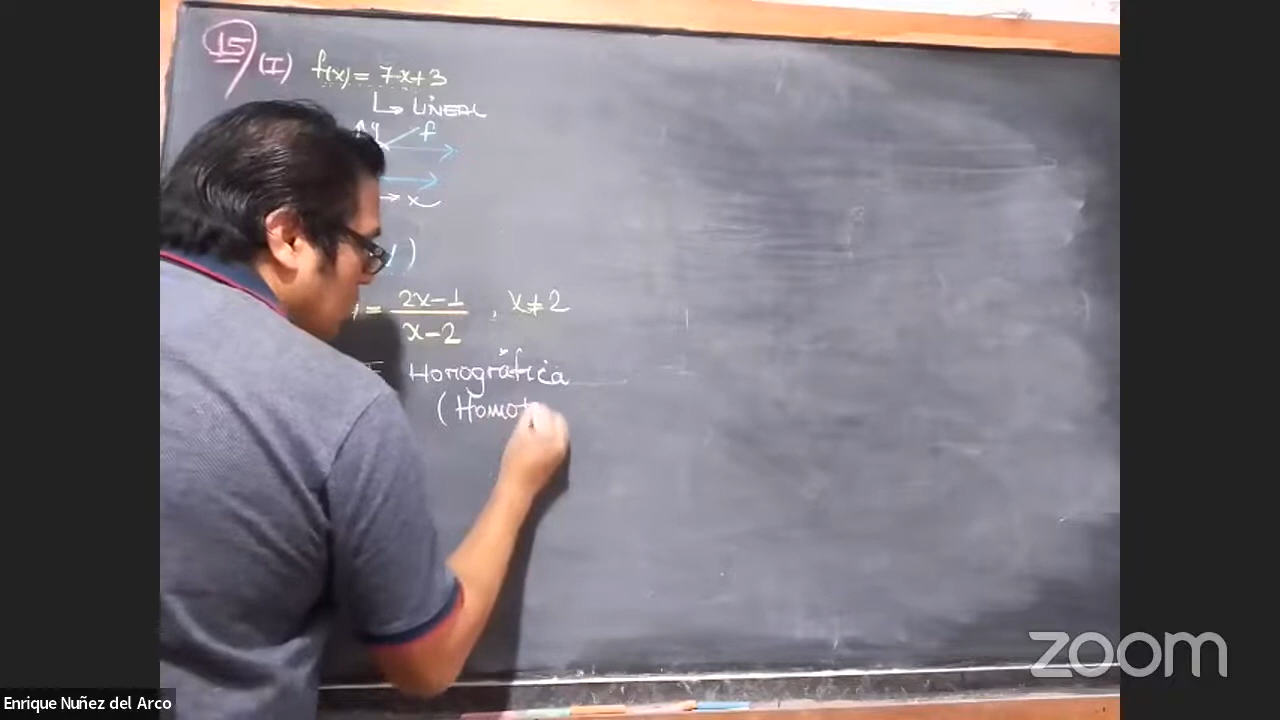 15 (I) f(x) = 7x+3
↳ LINEAL
y f
x
)
= 2x-1
x-2 , x≠2
Homográfica
(Homot
zoom
Enrique Nuñez del Arco